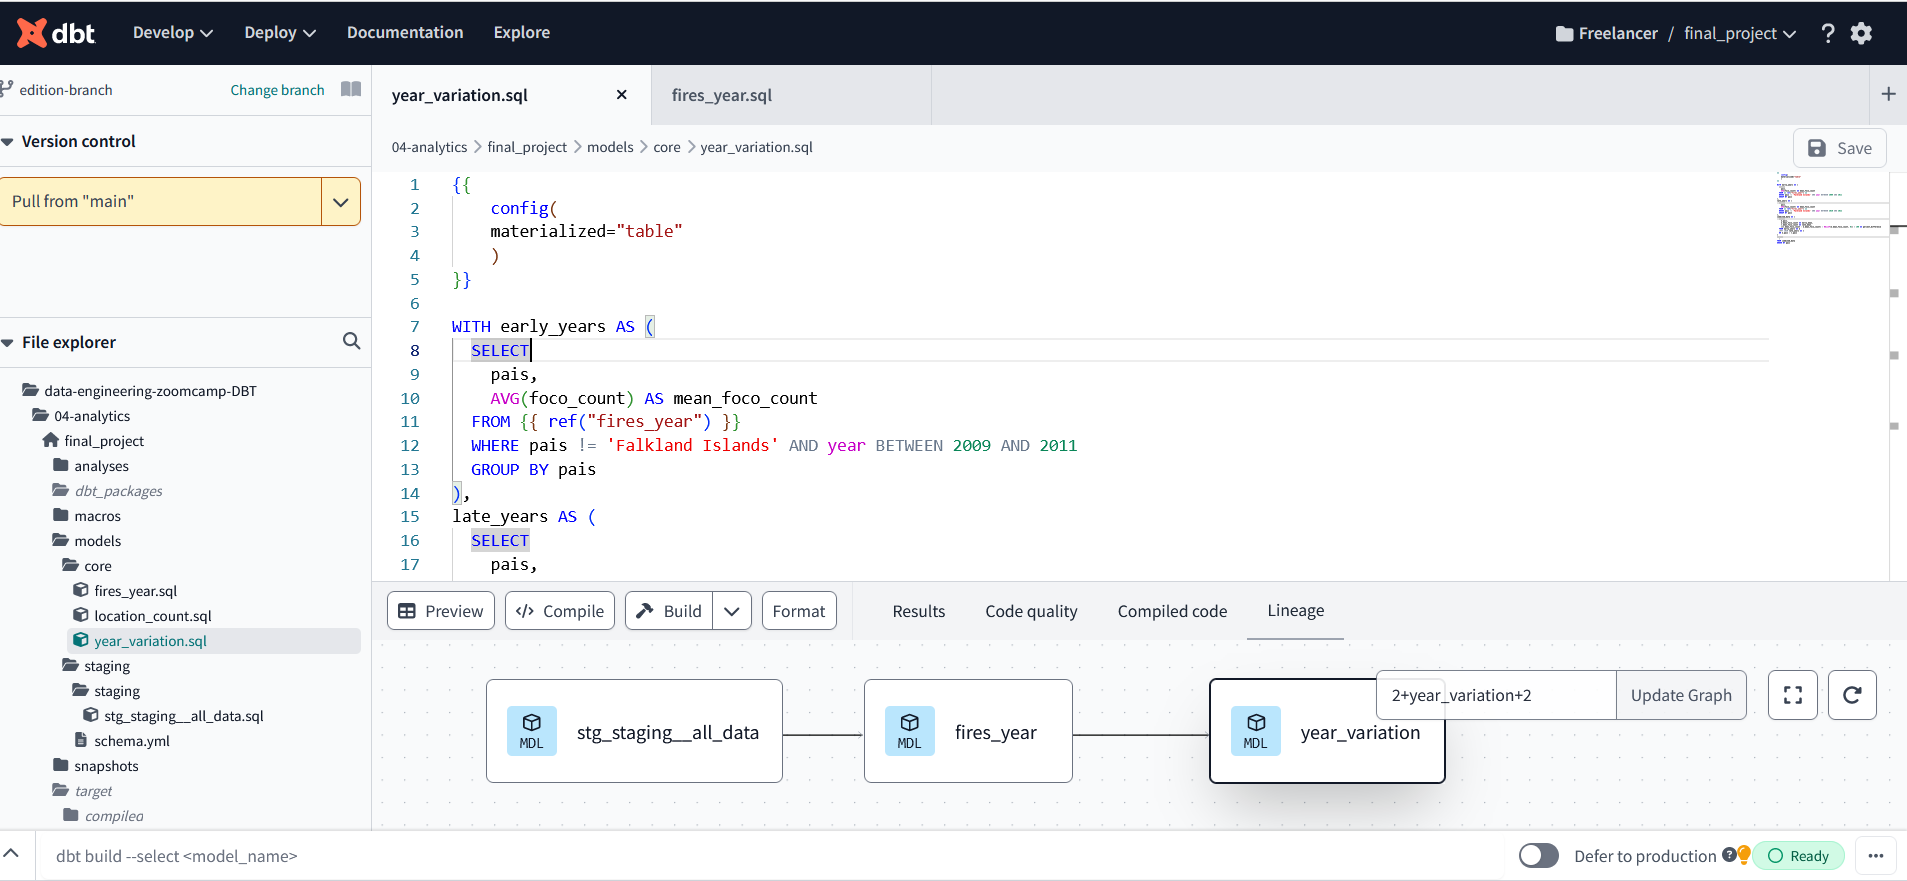 dbt
Develop
Deploy
Documentation
Explore
Freelancer / final_project
?
edition-branch
Change branch
Version control
Pull from "main"
File explorer
data-engineering-zoomcamp-DBT
04-analytics
final_project
analyses
dbt_packages
macros
models
core
fires_year.sql
location_count.sql
year_variation.sql
staging
staging
stg_staging__all_data.sql
schema.yml
snapshots
target
compiled
year_variation.sql ×
fires_year.sql
+
04-analytics > final_project > models > core > year_variation.sql
Save
1 {{
2 config(
3 materialized="table"
4 )
5 }}
6
7 WITH early_years AS (
8 SELECT
9 pais,
10 AVG(foco_count) AS mean_foco_count
11 FROM {{ ref("fires_year") }}
12 WHERE pais != 'Falkland Islands' AND year BETWEEN 2009 AND 2011
13 GROUP BY pais
14 ),
15 late_years AS (
16 SELECT
17 pais,
Preview
</> Compile
Build
Format
Results
Code quality
Compiled code
Lineage
MDL stg_staging__all_data
MDL fires_year
MDL year_variation
2+year_variation+2
Update Graph
dbt build --select <model_name>
Defer to production ?
Ready
...